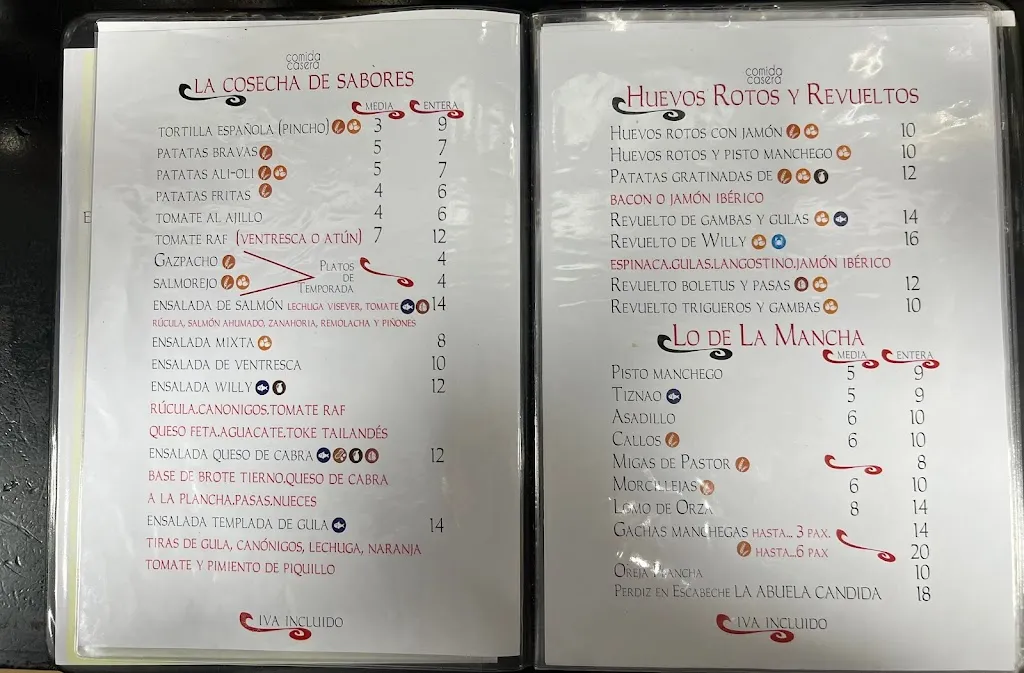 comida
casera
LA COSECHA DE SABORES
MEDIA ENTERA
TORTILLA ESPAÑOLA (PINCHO) 3 9
PATATAS BRAVAS 5 7
PATATAS ALI-OLI 5 7
PATATAS FRITAS 4 6
TOMATE AL AJILLO 4 6
TOMATE RAF (VENTRESCA O ATÚN) 7 12
GAZPACHO 4
SALMOREJO 4
PLATOS
DE
TEMPORADA
ENSALADA DE SALMÓN LECHUGA VISEVER, TOMATE 14
RÚCULA, SALMÓN AHUMADO, ZANAHORIA, REMOLACHA Y PIÑONES
ENSALADA MIXTA 8
ENSALADA DE VENTRESCA 10
ENSALADA WILLY 12
RÚCULA.CANONIGOS.TOMATE RAF
QUESO FETA.AGUACATE.TOKE TAILANDÉS
ENSALADA QUESO DE CABRA 12
BASE DE BROTE TIERNO.QUESO DE CABRA
A LA PLANCHA.PASAS.NUECES
ENSALADA TEMPLADA DE GULA 14
TIRAS DE GULA, CANÓNIGOS, LECHUGA, NARANJA
TOMATE Y PIMIENTO DE PIQUILLO
IVA INCLUIDO
comida
casera
HUEVOS ROTOS Y REVUELTOS
HUEVOS ROTOS CON JAMÓN 10
HUEVOS ROTOS Y PISTO MANCHEGO 10
PATATAS GRATINADAS DE 12
BACON O JAMÓN IBÉRICO
REVUELTO DE GAMBAS Y GULAS 14
REVUELTO DE WILLY 16
ESPINACA.GULAS.LANGOSTINO.JAMÓN IBÉRICO
REVUELTO BOLETUS Y PASAS 12
REVUELTO TRIGUEROS Y GAMBAS 10
LO DE LA MANCHA
MEDIA ENTERA
PISTO MANCHEGO 5 9
TIZNAO 5 9
ASADILLO 6 10
CALLOS 6 10
MIGAS DE PASTOR 8
MORCILLEJAS 6 10
LOMO DE ORZA 8 14
GACHAS MANCHEGAS HASTA... 3 PAX. 14
HASTA...6 PAX 20
OREJA PLANCHA 10
PERDIZ EN ESCABECHE LA ABUELA CANDIDA 18
IVA INCLUIDO